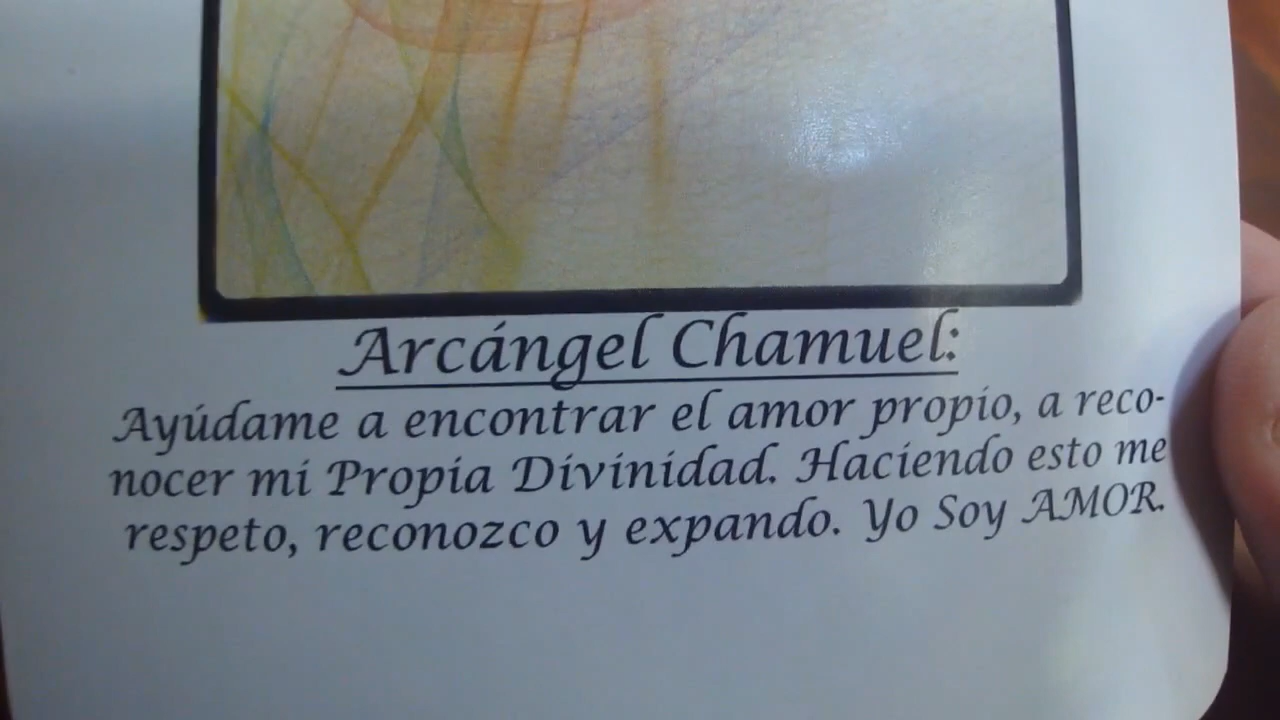 Arcángel Chamuel:
Ayúdame a encontrar el amor propio, a reco-
nocer mi Propia Divinidad. Haciendo esto me
respeto, reconozco y expando. Yo Soy AMOR.